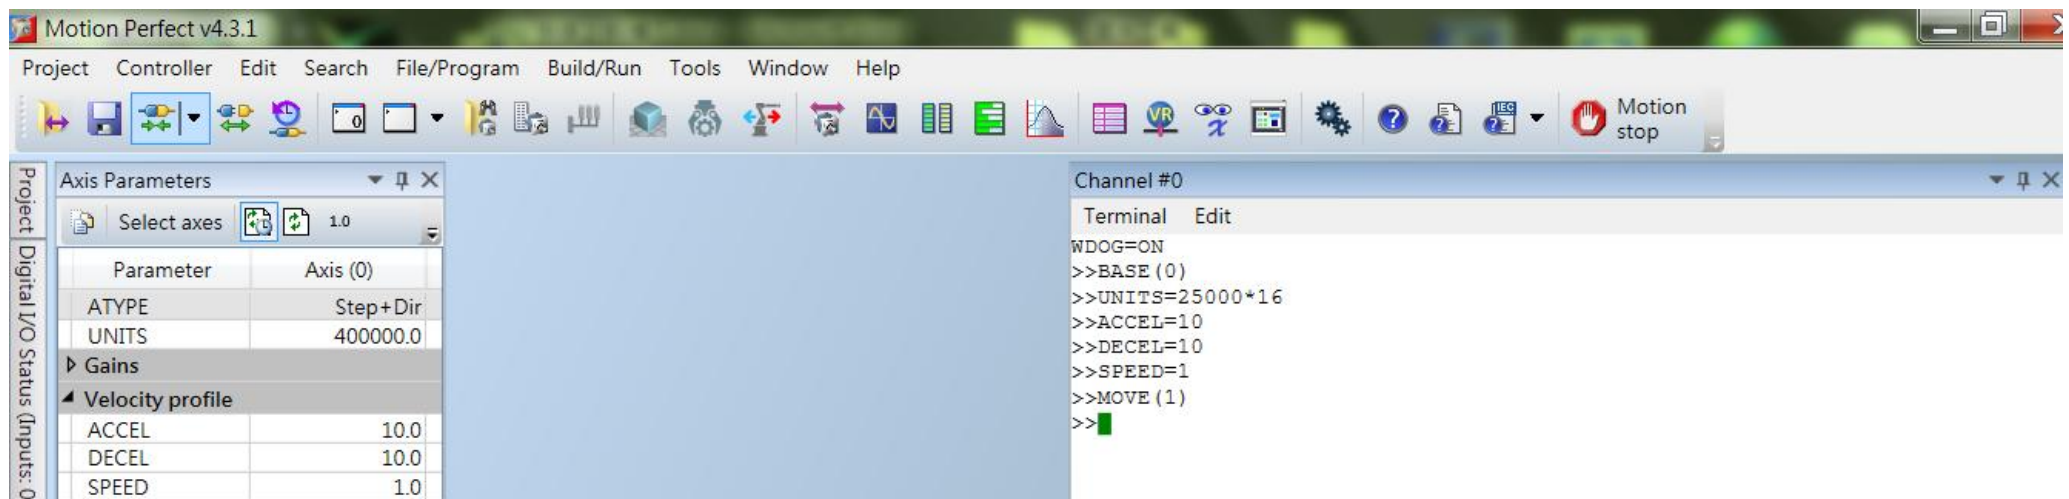 Motion Perfect v4.3.1
Project Controller Edit Search File/Program Build/Run Tools Window Help
0
VR
x
IEC
Motion
stop
Project
Digital I/O Status (Inputs: 0
Axis Parameters
Select axes 1.0
Parameter Axis (0)
ATYPE Step+Dir
UNITS 400000.0
Gains
Velocity profile
ACCEL 10.0
DECEL 10.0
SPEED 1.0
Channel #0
Terminal Edit
WDOG=ON
>>BASE(0)
>>UNITS=25000*16
>>ACCEL=10
>>DECEL=10
>>SPEED=1
>>MOVE(1)
>>